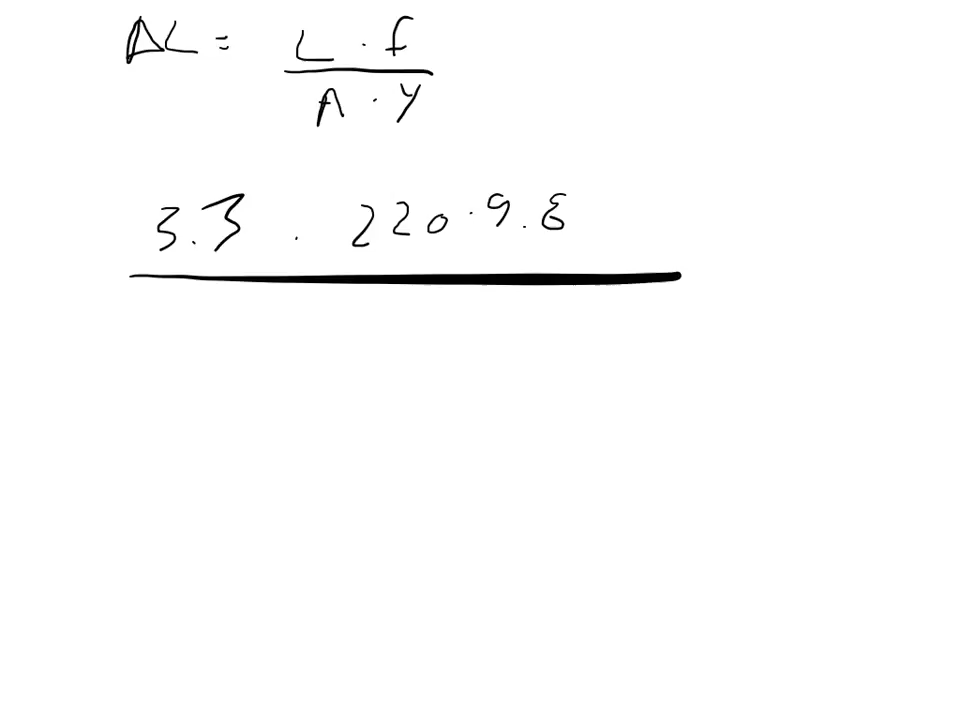 ΔL = L · f
A · Y
3.3 · 220 · 9.8